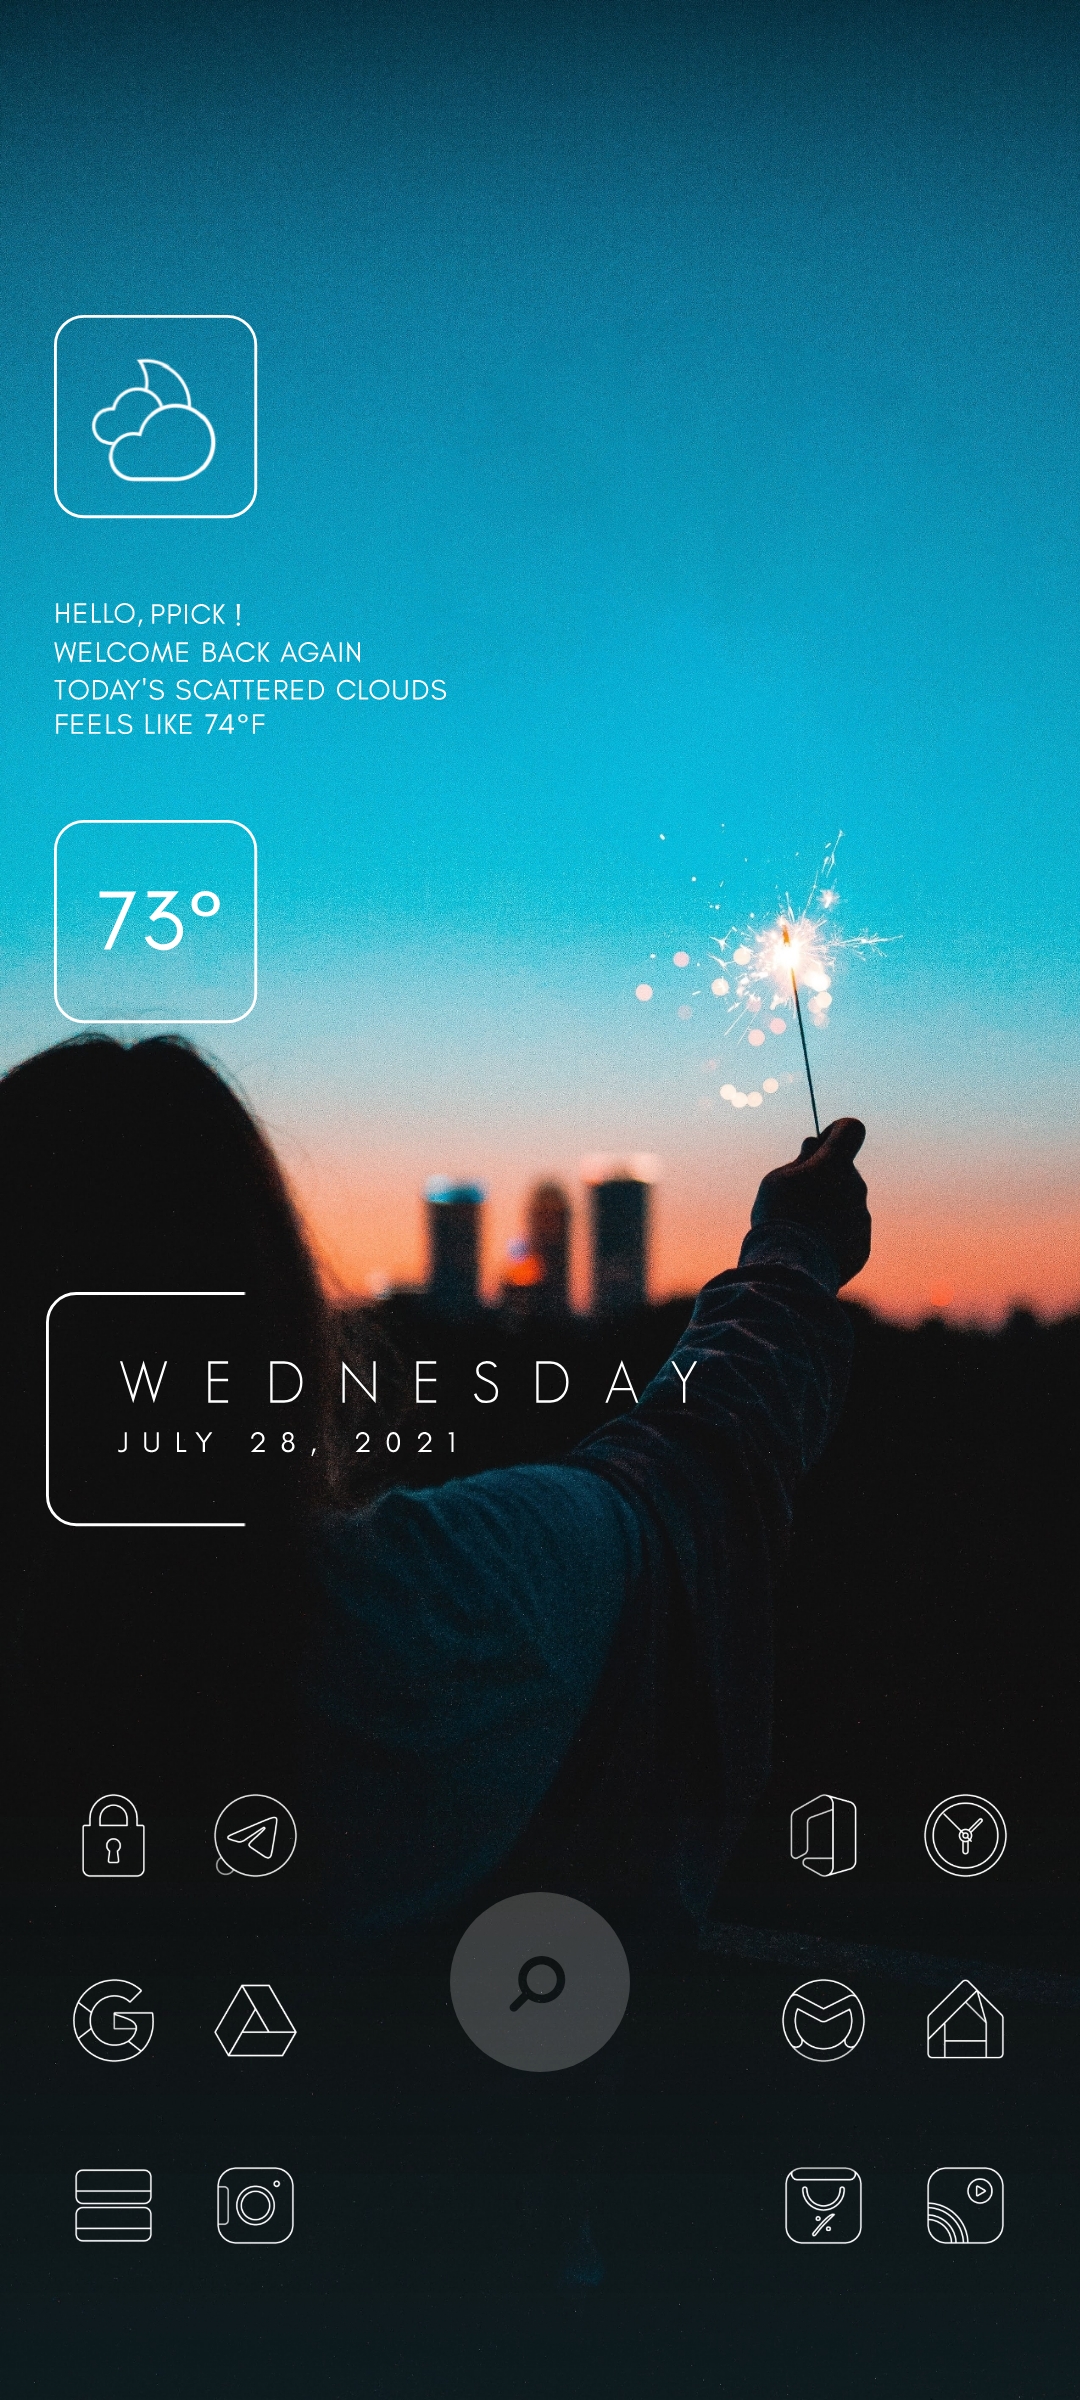 HELLO, PPICK !
WELCOME BACK AGAIN
TODAY'S SCATTERED CLOUDS
FEELS LIKE 74°F
73°
WEDNESDAY
JULY 28, 2021